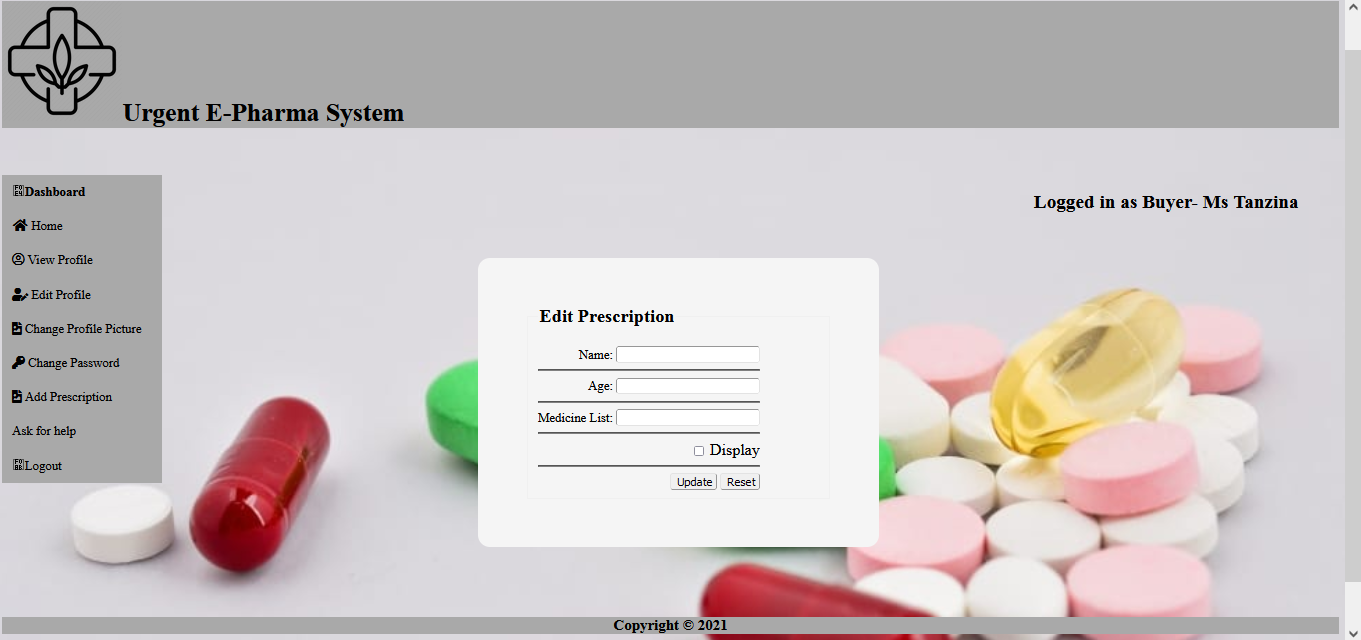 Urgent E-Pharma System
Dashboard
Home
View Profile
Edit Profile
Change Profile Picture
Change Password
Add Prescription
Ask for help
Logout
Logged in as Buyer- Ms Tanzina
Edit Prescription
Name:
Age:
Medicine List:
Display
Update Reset
Copyright © 2021